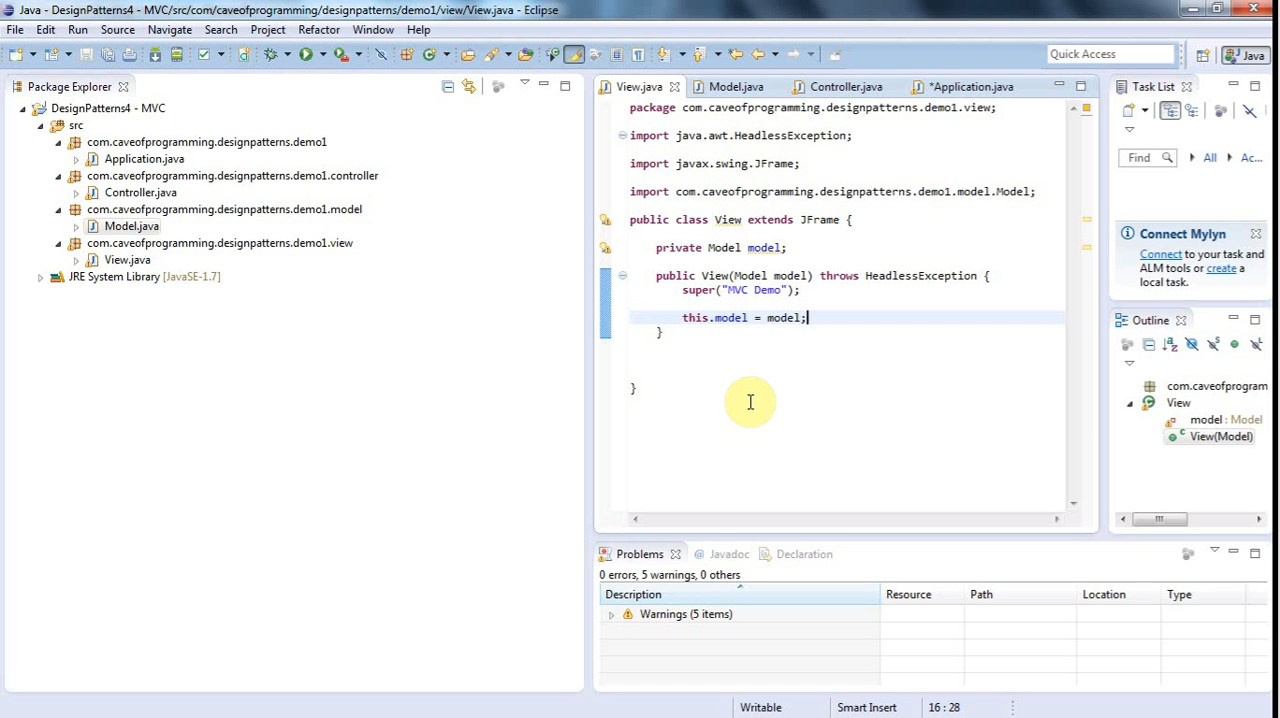 Java - DesignPatterns4 - MVC/src/com/caveofprogramming/designpatterns/demo1/view/View.java - Eclipse
File Edit Run Source Navigate Search Project Refactor Window Help
Quick Access
Java
Package Explorer
DesignPatterns4 - MVC
src
com.caveofprogramming.designpatterns.demo1
Application.java
com.caveofprogramming.designpatterns.demo1.controller
Controller.java
com.caveofprogramming.designpatterns.demo1.model
Model.java
com.caveofprogramming.designpatterns.demo1.view
View.java
JRE System Library [JavaSE-1.7]
View.java Model.java Controller.java *Application.java
package com.caveofprogramming.designpatterns.demo1.view;
import java.awt.HeadlessException;
import javax.swing.JFrame;
import com.caveofprogramming.designpatterns.demo1.model.Model;
public class View extends JFrame {
private Model model;
public View(Model model) throws HeadlessException {
super("MVC Demo");
this.model = model;
}
}
Task List
Find All Ac...
Connect Mylyn
Connect to your task and
ALM tools or create a
local task.
Outline
com.caveofprogram
View
model : Model
View(Model)
Problems @ Javadoc Declaration
0 errors, 5 warnings, 0 others
Description Resource Path Location Type
Warnings (5 items)
Writable Smart Insert 16 : 28